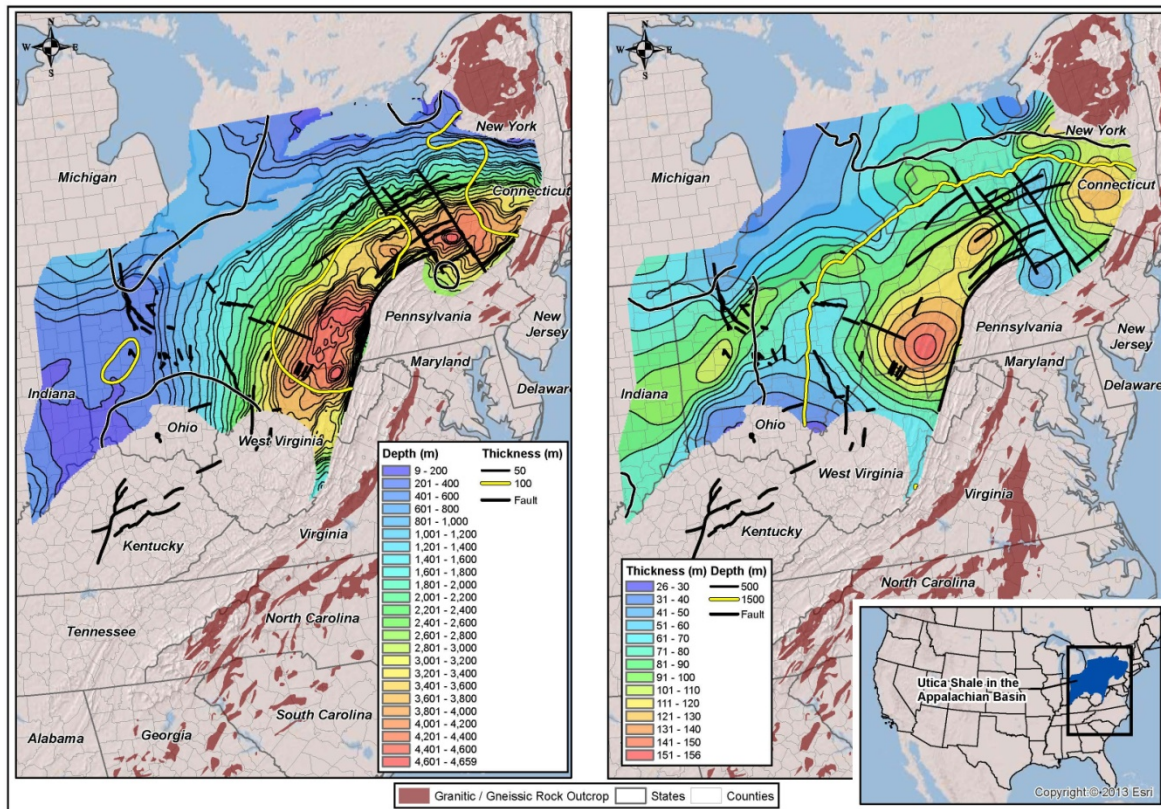 N
W E
S
Michigan
New York
Connecticut
Pennsylvania
New Jersey
Maryland
Delaware
Indiana
Ohio
West Virginia
Kentucky
Virginia
Tennessee
North Carolina
South Carolina
Alabama
Georgia
Depth (m)
9 - 200
201 - 400
401 - 600
601 - 800
801 - 1,000
1,001 - 1,200
1,201 - 1,400
1,401 - 1,600
1,601 - 1,800
1,801 - 2,000
2,001 - 2,200
2,201 - 2,400
2,401 - 2,600
2,601 - 2,800
2,801 - 3,000
3,001 - 3,200
3,201 - 3,400
3,401 - 3,600
3,601 - 3,800
3,801 - 4,000
4,001 - 4,200
4,201 - 4,400
4,401 - 4,600
4,601 - 4,659
Thickness (m)
50
100
Fault
N
W E
S
Michigan
New York
Connecticut
Pennsylvania
New Jersey
Maryland
Delaware
Indiana
Ohio
West Virginia
Virginia
Kentucky
North Carolina
Thickness (m)
26 - 30
31 - 40
41 - 50
51 - 60
61 - 70
71 - 80
81 - 90
91 - 100
101 - 110
111 - 120
121 - 130
131 - 140
141 - 150
151 - 156
Depth (m)
500
1500
Fault
Utica Shale in the
Appalachian Basin
Copyright:© 2013 Esri
Granitic / Gneissic Rock Outcrop
States
Counties